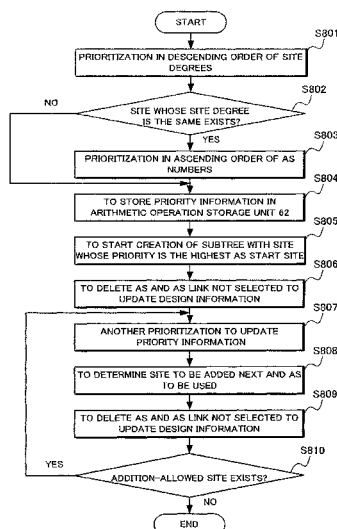 START
S801
PRIORITIZATION IN DESCENDING ORDER OF SITE
DEGREES
S802
NO
SITE WHOSE SITE DEGREE
IS THE SAME EXISTS?
YES
S803
PRIORITIZATION IN ASCENDING ORDER OF AS
NUMBERS
S804
TO STORE PRIORITY INFORMATION IN
ARITHMETIC OPERATION STORAGE UNIT 62
S805
TO START CREATION OF SUBTREE WITH SITE
WHOSE PRIORITY IS THE HIGHEST AS START SITE
S806
TO DELETE AS AND AS LINK NOT SELECTED TO
UPDATE DESIGN INFORMATION
S807
ANOTHER PRIORITIZATION TO UPDATE
PRIORITY INFORMATION
S808
TO DETERMINE SITE TO BE ADDED NEXT AND AS
TO BE USED
S809
TO DELETE AS AND AS LINK NOT SELECTED TO
UPDATE DESIGN INFORMATION
S810
YES
ADDITION-ALLOWED SITE EXISTS?
NO
END